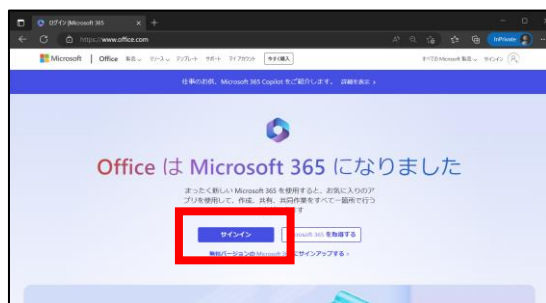 ログイン | Microsoft 365
https://www.office.com
InPrivate
Microsoft | Office 製品 リソース テンプレート サポート マイ アカウント 今すぐ購入 すべての Microsoft 製品 サインイン
仕事のお供、Microsoft 365 Copilot をご紹介します。 詳細を表示 >
Office は Microsoft 365 になりました
まったく新しい Microsoft 365 を使用すると、お気に入りのア
プリを使用して、作成、共有、共同作業をすべて一箇所で行う
ます
サインイン
Microsoft 365 を取得する
無料バージョンの Microsoft にサインアップする >